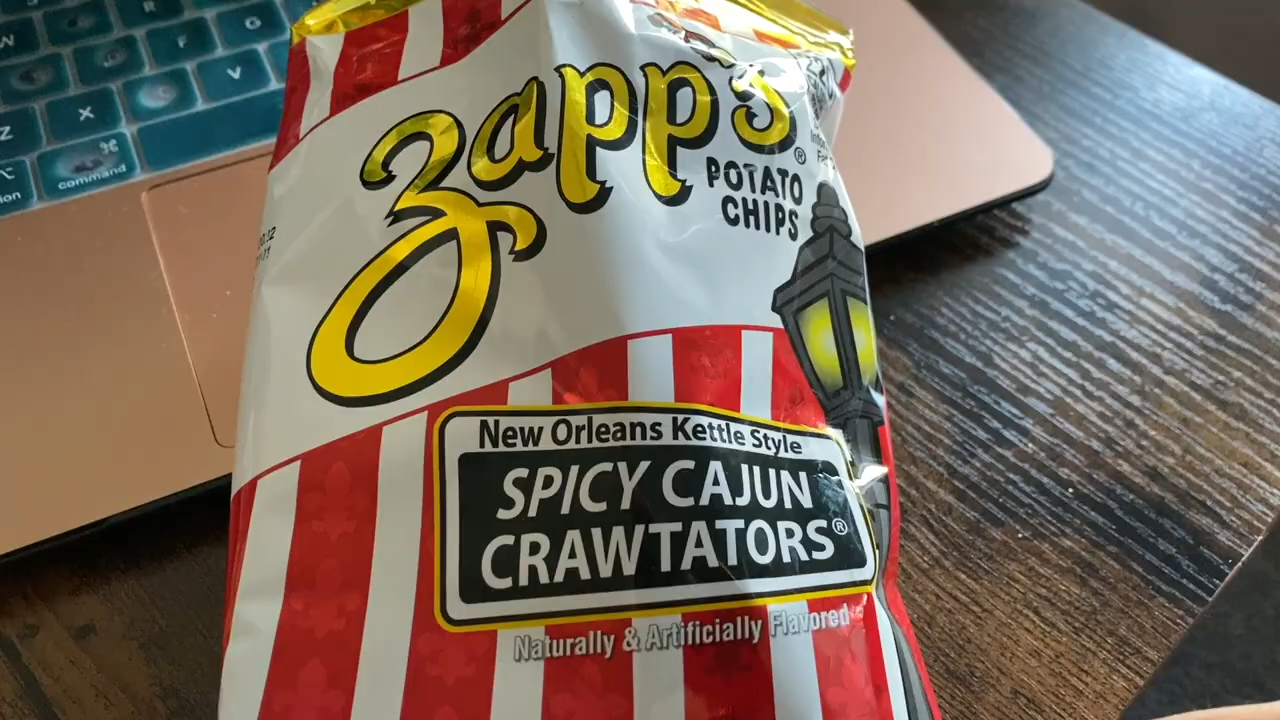 W
R
F
G
X
V
Z
⌘
command
Zapp's®
POTATO
CHIPS
New Orleans Kettle Style
SPICY CAJUN
CRAWTATORS®
Naturally & Artificially Flavored